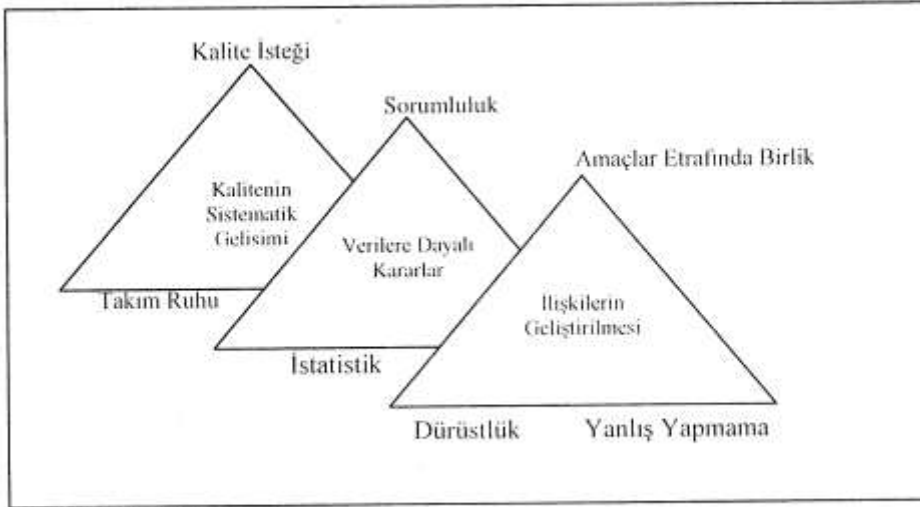 Kalite İsteği
Sorumluluk
Amaçlar Etrafında Birlik
Kalitenin
Sistematik
Gelisimi
Verilere Dayalı
Kararlar
İlişkilerin
Geliştirilmesi
Takım Ruhu
İstatistik
Dürüstlük Yanlış Yapmama